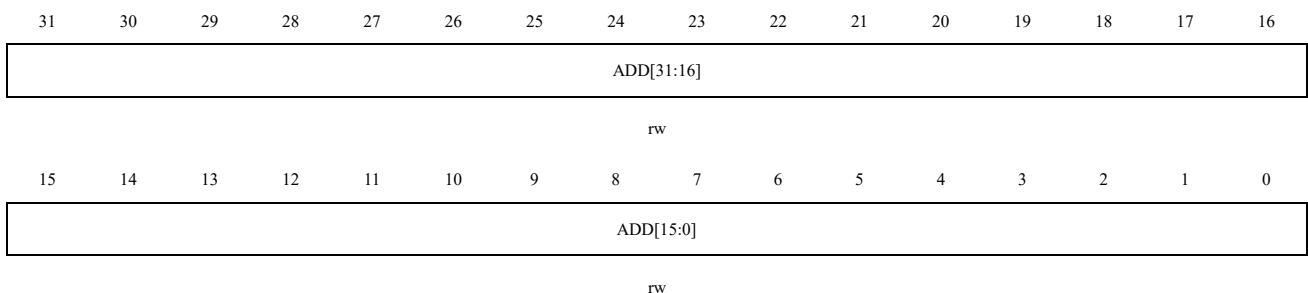 31 30 29 28 27 26 25 24 23 22 21 20 19 18 17 16
ADD[31:16]
rw
15 14 13 12 11 10 9 8 7 6 5 4 3 2 1 0
ADD[15:0]
rw